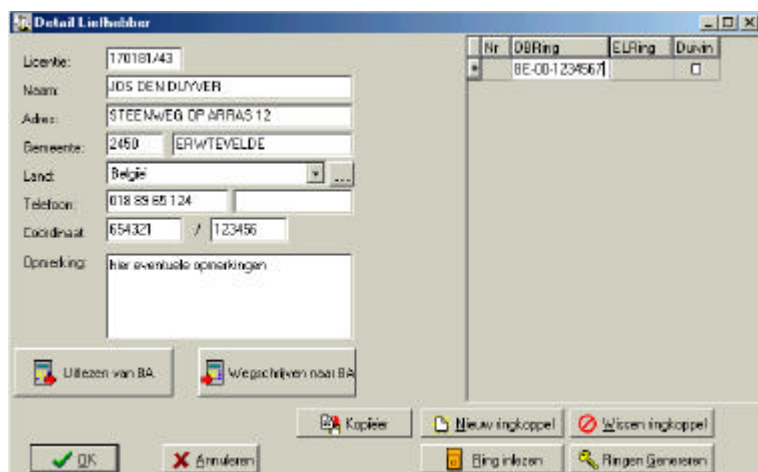 Detail Liefhebber
Licentie: 170181/43
Naam: JOS DEN DUYVER
Adres: STEENWEG OP ARRAS 12
Gemeente: 2450 ERWTEVELDE
Land: België ...
Telefoon: 018 89 65 124
Coördinaat: 654321 / 123456
Opmerking: hier eventuele opmerkingen
Uitlezen van BA
Wegschrijven naar BA
Nr DBRing ELRing Duivin
* BE-00-1234567
Kopiëer
Nieuw ringkoppel
Wissen ringkoppel
OK
Annuleren
Ring inlezen
Ringen Genereren